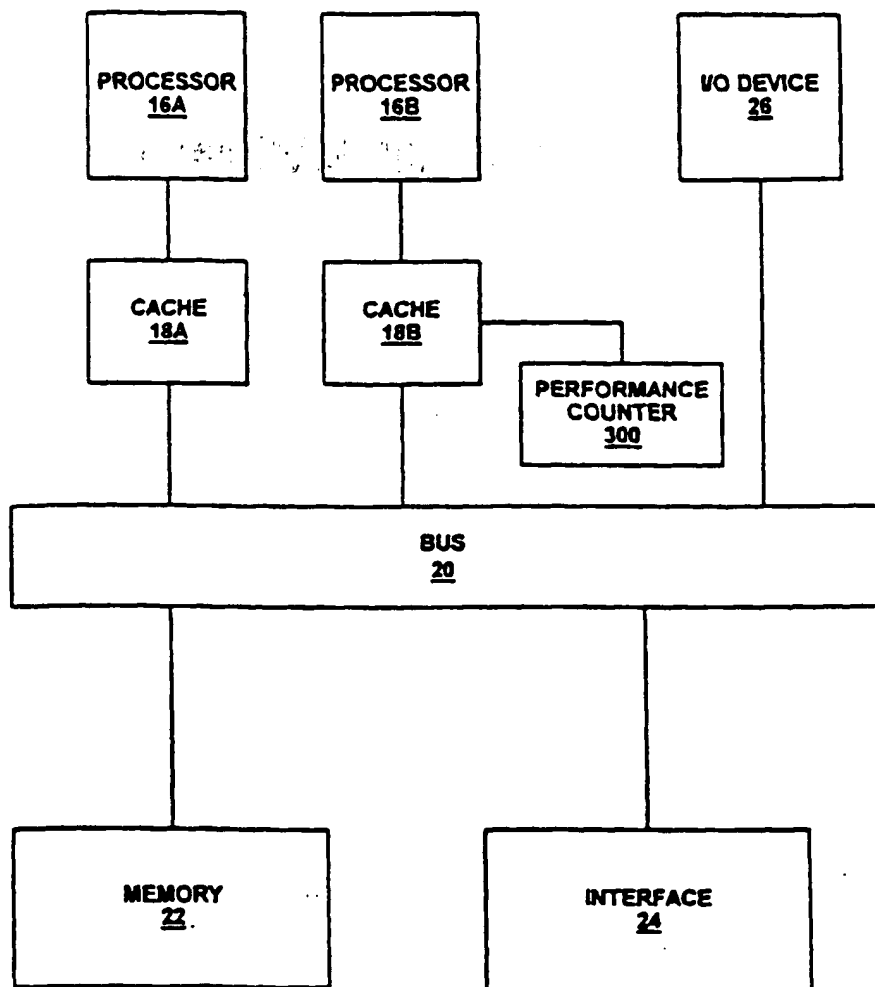 PROCESSOR
16A
PROCESSOR
16B
I/O DEVICE
26
CACHE
18A
CACHE
18B
PERFORMANCE
COUNTER
300
BUS
20
MEMORY
22
INTERFACE
24